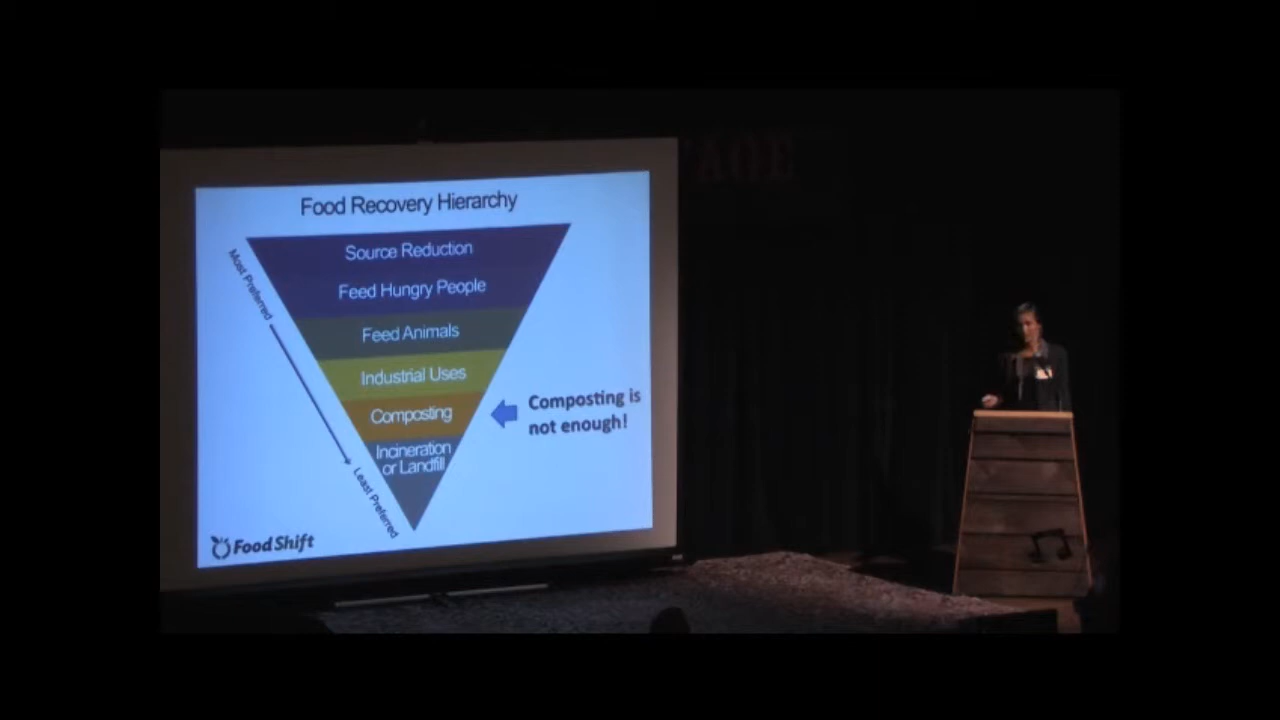 Food Recovery Hierarchy
Source Reduction
Feed Hungry People
Feed Animals
Industrial Uses
Composting
Incineration
or Landfill
Most Preferred
Least Preferred
Composting is
not enough!
Food Shift